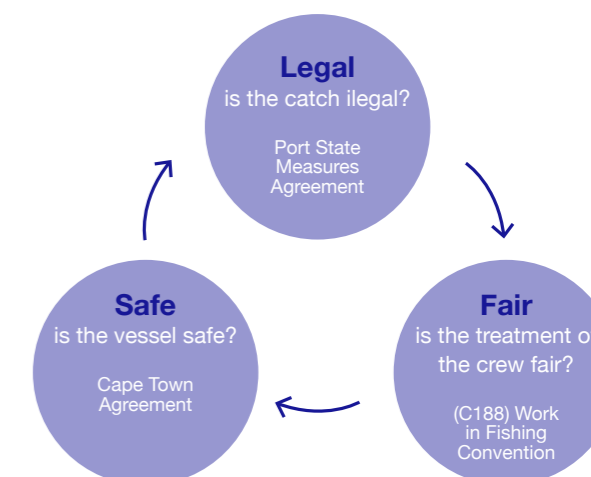 Legal
is the catch ilegal?
Port State
Measures
Agreement
Safe
is the vessel safe?
Cape Town
Agreement
Fair
is the treatment o
the crew fair?
(C188) Work
in Fishing
Convention